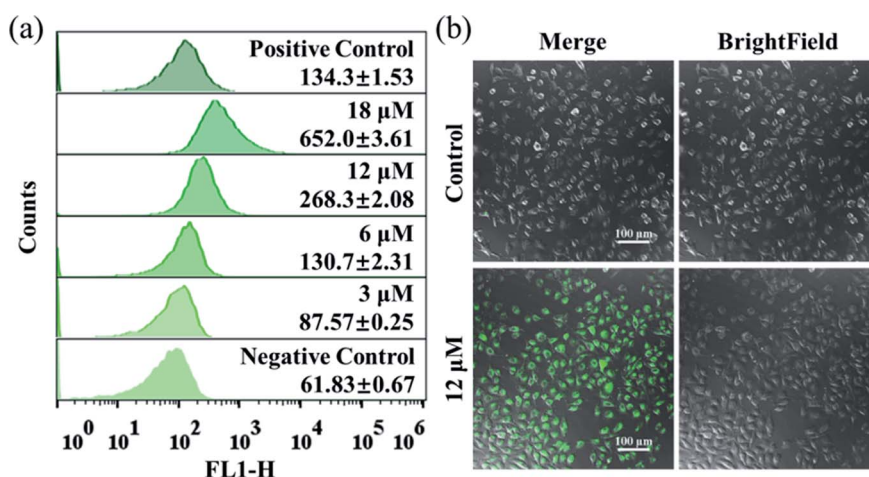 (a)
Positive Control
134.3±1.53
18 μM
652.0±3.61
12 μM
268.3±2.08
6 μM
130.7±2.31
3 μM
87.57±0.25
Negative Control
61.83±0.67
Counts
10^0 10^1 10^2 10^3 10^4 10^5 10^6
FL1-H
(b)
Merge BrightField
Control
100 μm 100 μm
12 μM
100 μm